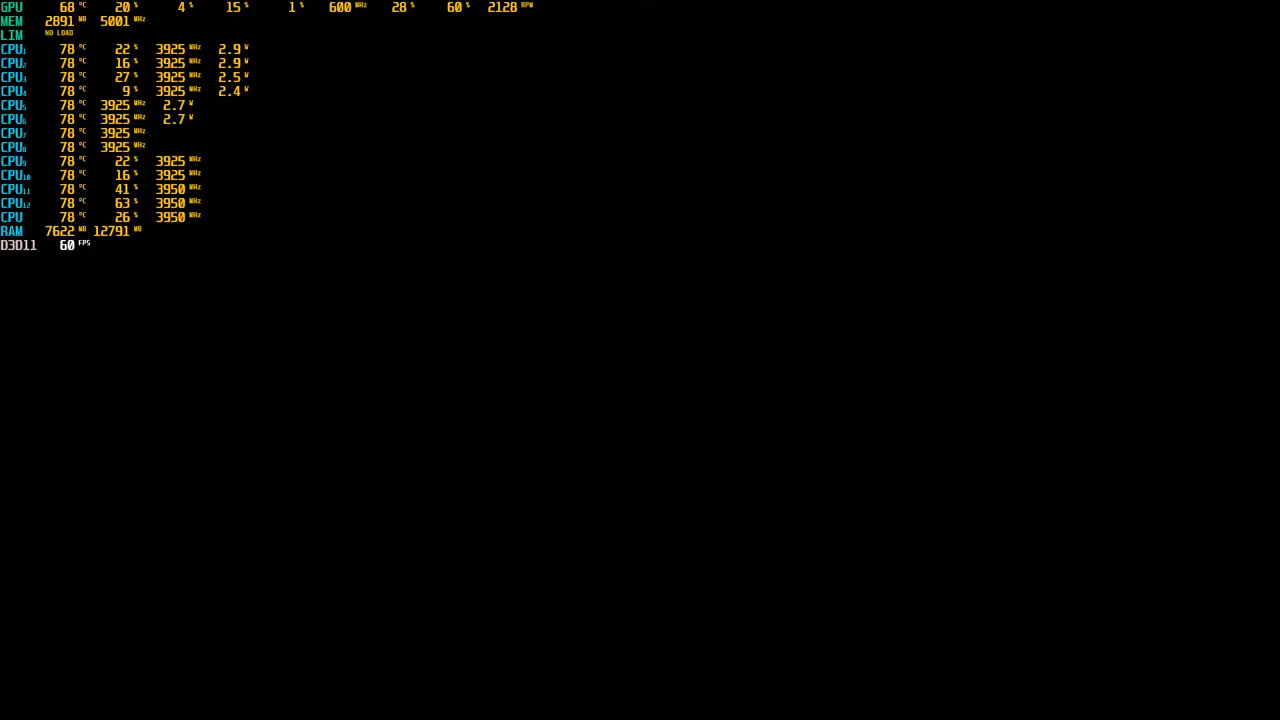 GPU 68 °C 20 % 4 % 15 % 1 % 600 MHz 28 % 60 % 2128 RPM
MEM 2891 MB 5001 MHz
LIM NO LOAD
CPU1 78 °C 22 % 3925 MHz 2.9 W
CPU2 78 °C 16 % 3925 MHz 2.9 W
CPU3 78 °C 27 % 3925 MHz 2.5 W
CPU4 78 °C 9 % 3925 MHz 2.4 W
CPU5 78 °C 3925 MHz 2.7 W
CPU6 78 °C 3925 MHz 2.7 W
CPU7 78 °C 3925 MHz
CPU8 78 °C 3925 MHz
CPU9 78 °C 22 % 3925 MHz
CPU10 78 °C 16 % 3925 MHz
CPU11 78 °C 41 % 3950 MHz
CPU12 78 °C 63 % 3950 MHz
CPU 78 °C 26 % 3950 MHz
RAM 7622 MB 12791 MB
D3D11 60 FPS